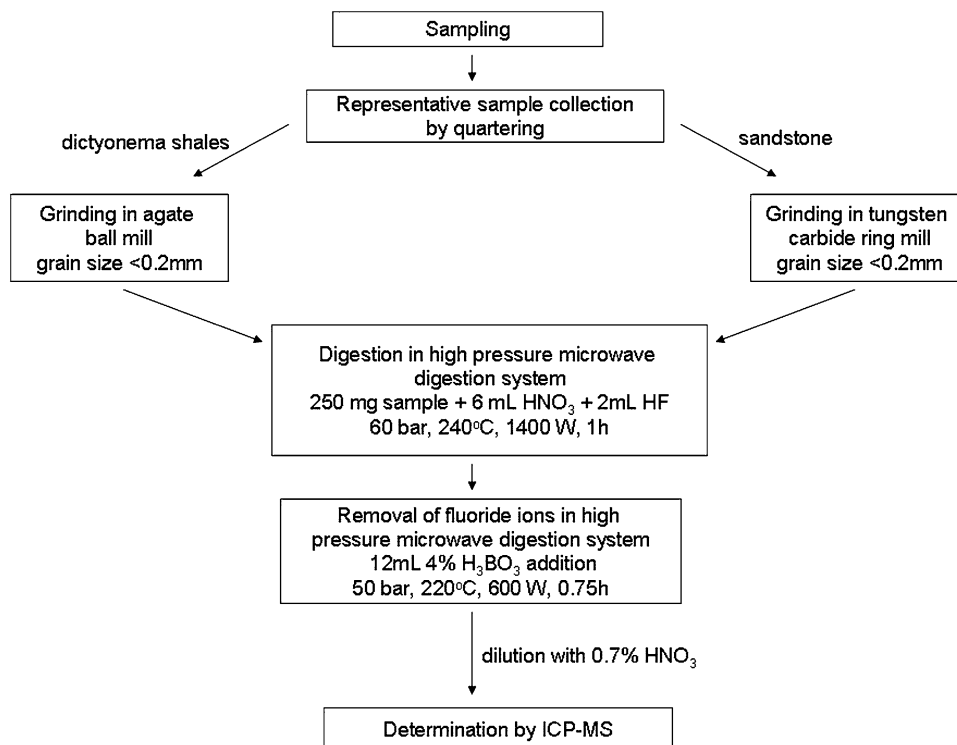 Sampling
Representative sample collection
by quartering
dictyonema shales
sandstone
Grinding in agate
ball mill
grain size <0.2mm
Grinding in tungsten
carbide ring mill
grain size <0.2mm
Digestion in high pressure microwave
digestion system
250 mg sample + 6 mL HNO₃ + 2mL HF
60 bar, 240ºC, 1400 W, 1h
Removal of fluoride ions in high
pressure microwave digestion system
12mL 4% H₃BO₃ addition
50 bar, 220ºC, 600 W, 0.75h
dilution with 0.7% HNO₃
Determination by ICP-MS